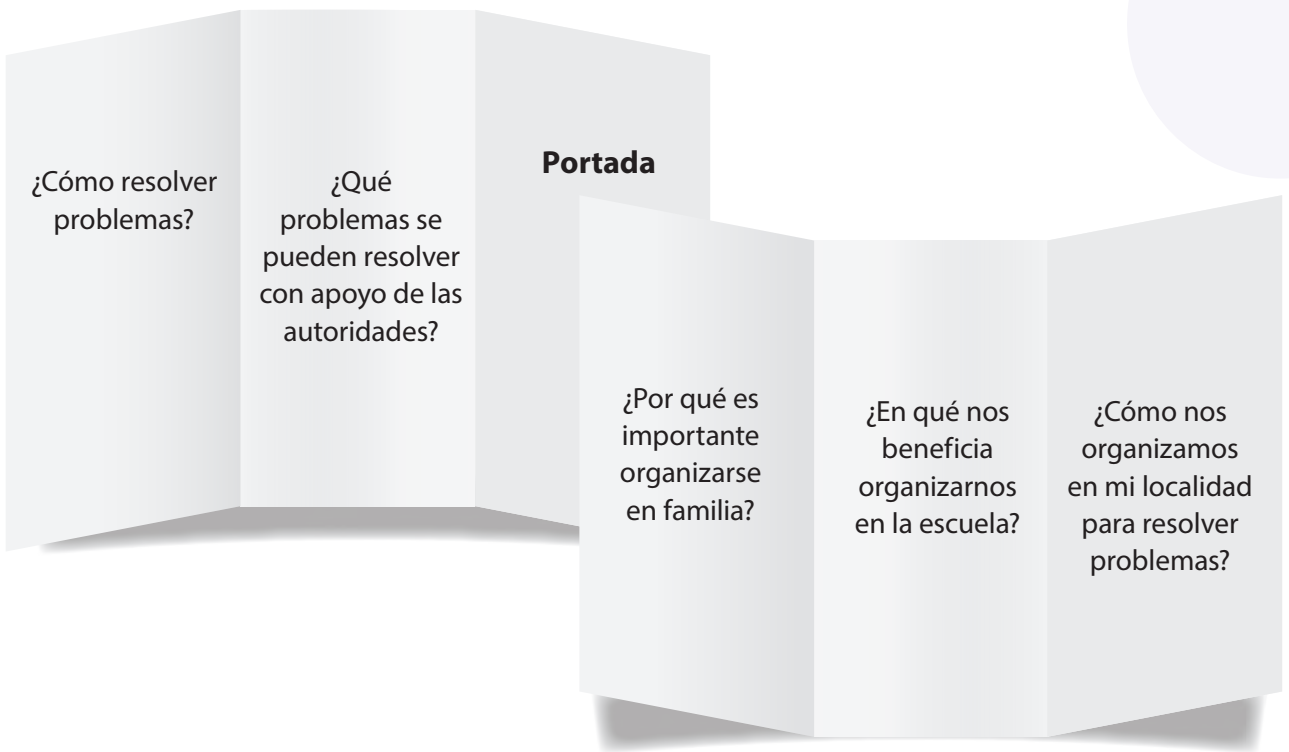 ¿Cómo resolver
problemas?
¿Qué
problemas se
pueden resolver
con apoyo de las
autoridades?
Portada
¿Por qué es
importante
organizarse
en familia?
¿En qué nos
beneficia
organizarnos
en la escuela?
¿Cómo nos
organizamos
en mi localidad
para resolver
problemas?